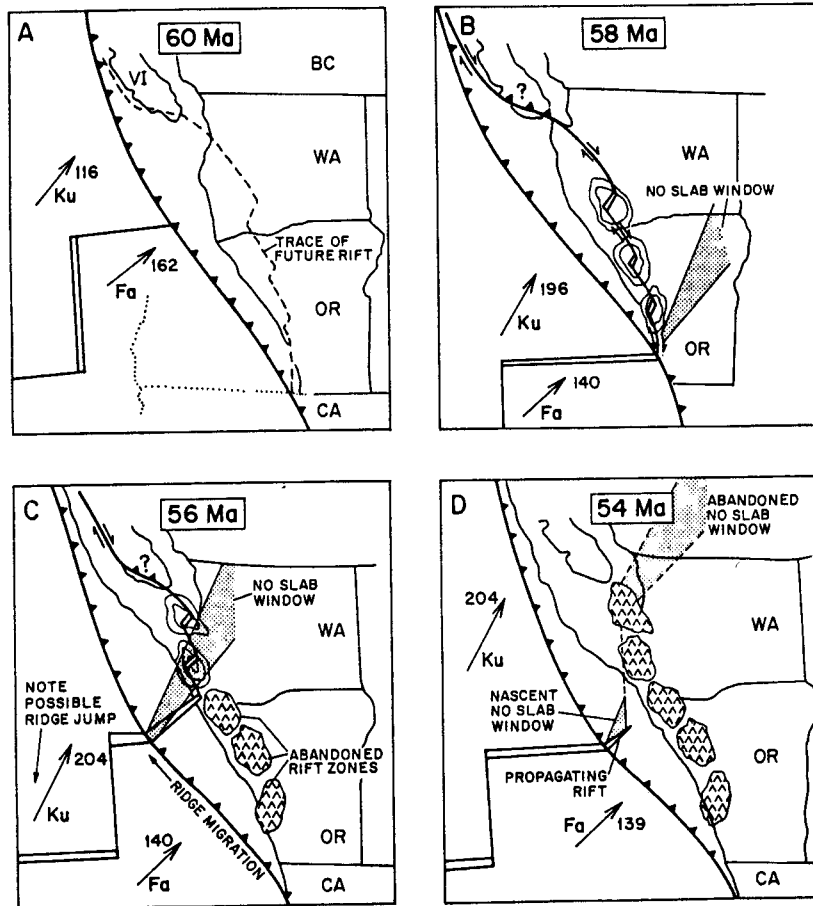 A
60 Ma
VI
BC
WA
116
Ku
162
Fa
TRACE OF
FUTURE RIFT
OR
CA
B
58 Ma
?
WA
NO SLAB
WINDOW
196
Ku
OR
140
Fa
C
56 Ma
?
NO SLAB
WINDOW
WA
NOTE
POSSIBLE
RIDGE JUMP
204
Ku
ABANDONED
RIFT ZONES
RIDGE MIGRATION
140
Fa
OR
CA
D
54 Ma
ABANDONED
NO SLAB
WINDOW
204
Ku
WA
NASCENT
NO SLAB
WINDOW
PROPAGATING
RIFT
OR
Fa
139
CA